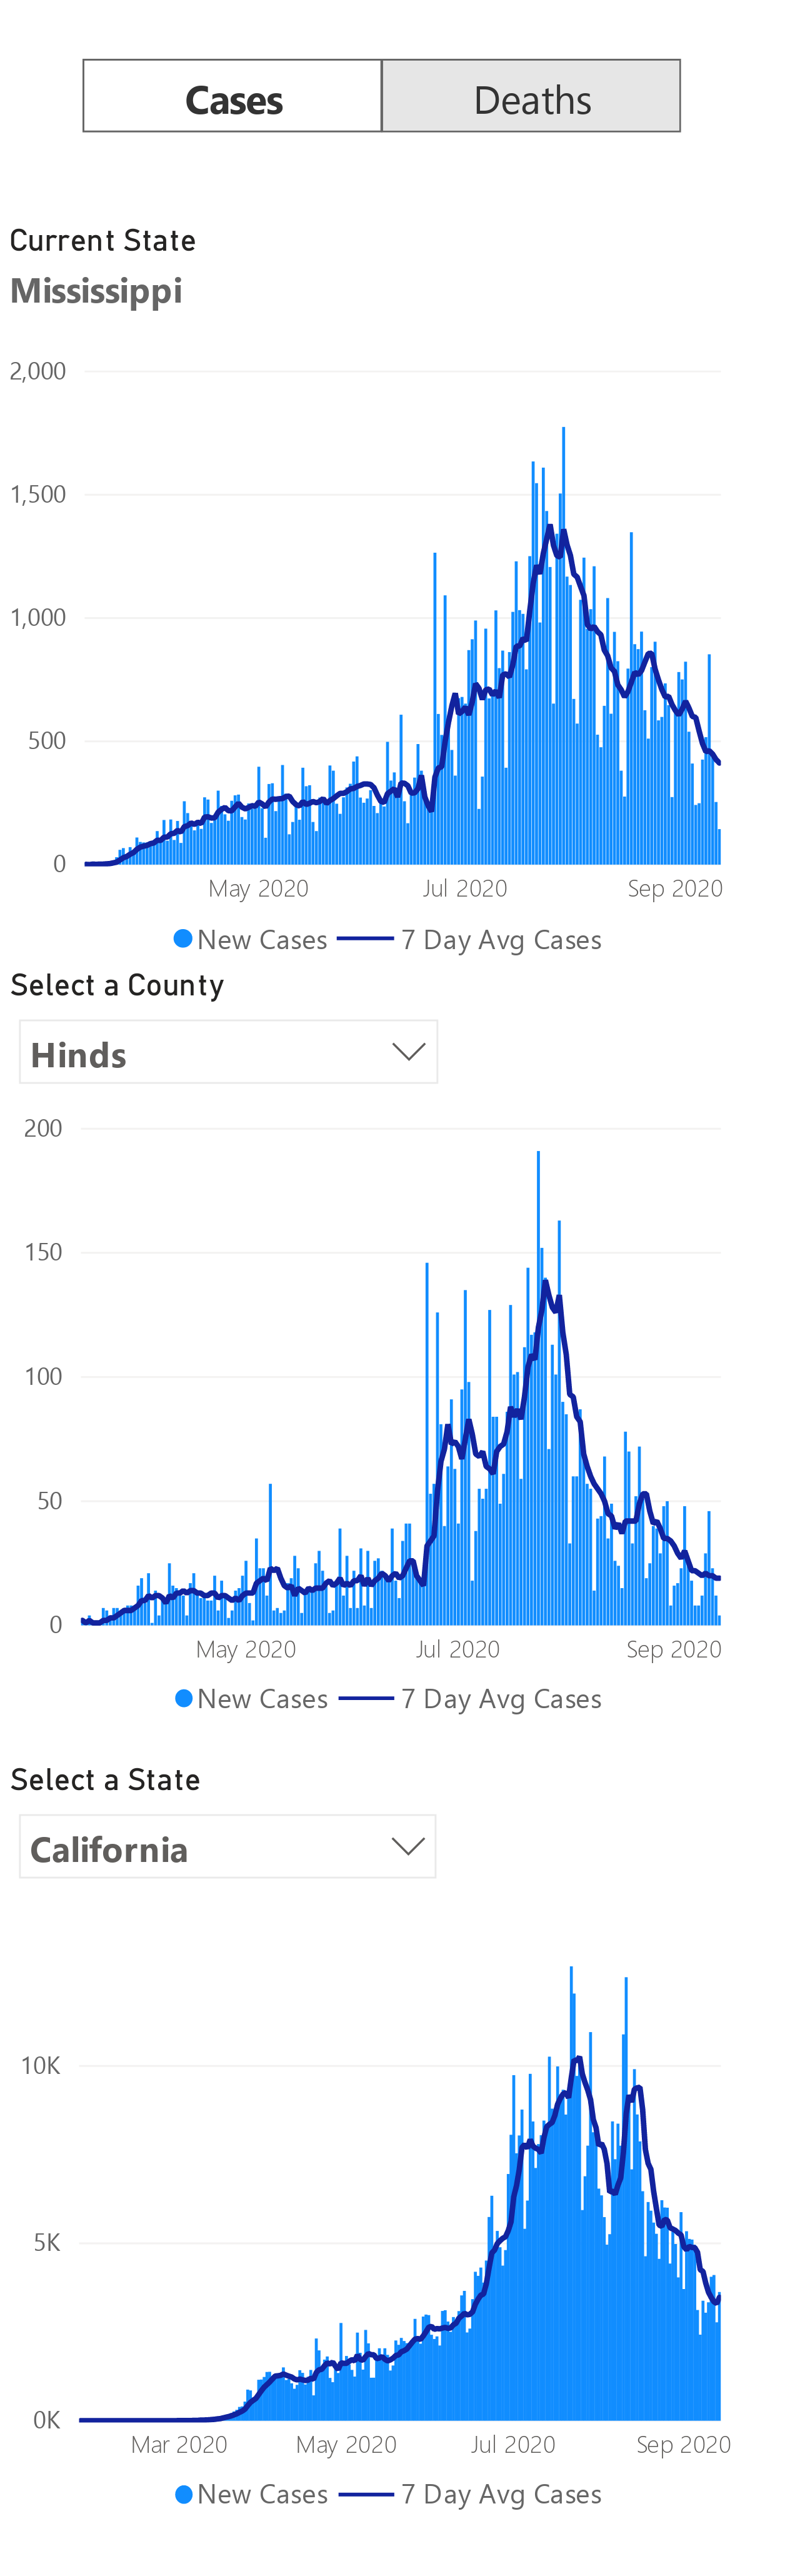 Cases Deaths
Current State
Mississippi
2,000
1,500
1,000
500
0
May 2020 Jul 2020 Sep 2020
New Cases 7 Day Avg Cases
Select a County
Hinds
200
150
100
50
0
May 2020 Jul 2020 Sep 2020
New Cases 7 Day Avg Cases
Select a State
California
10K
5K
0K
Mar 2020 May 2020 Jul 2020 Sep 2020
New Cases 7 Day Avg Cases